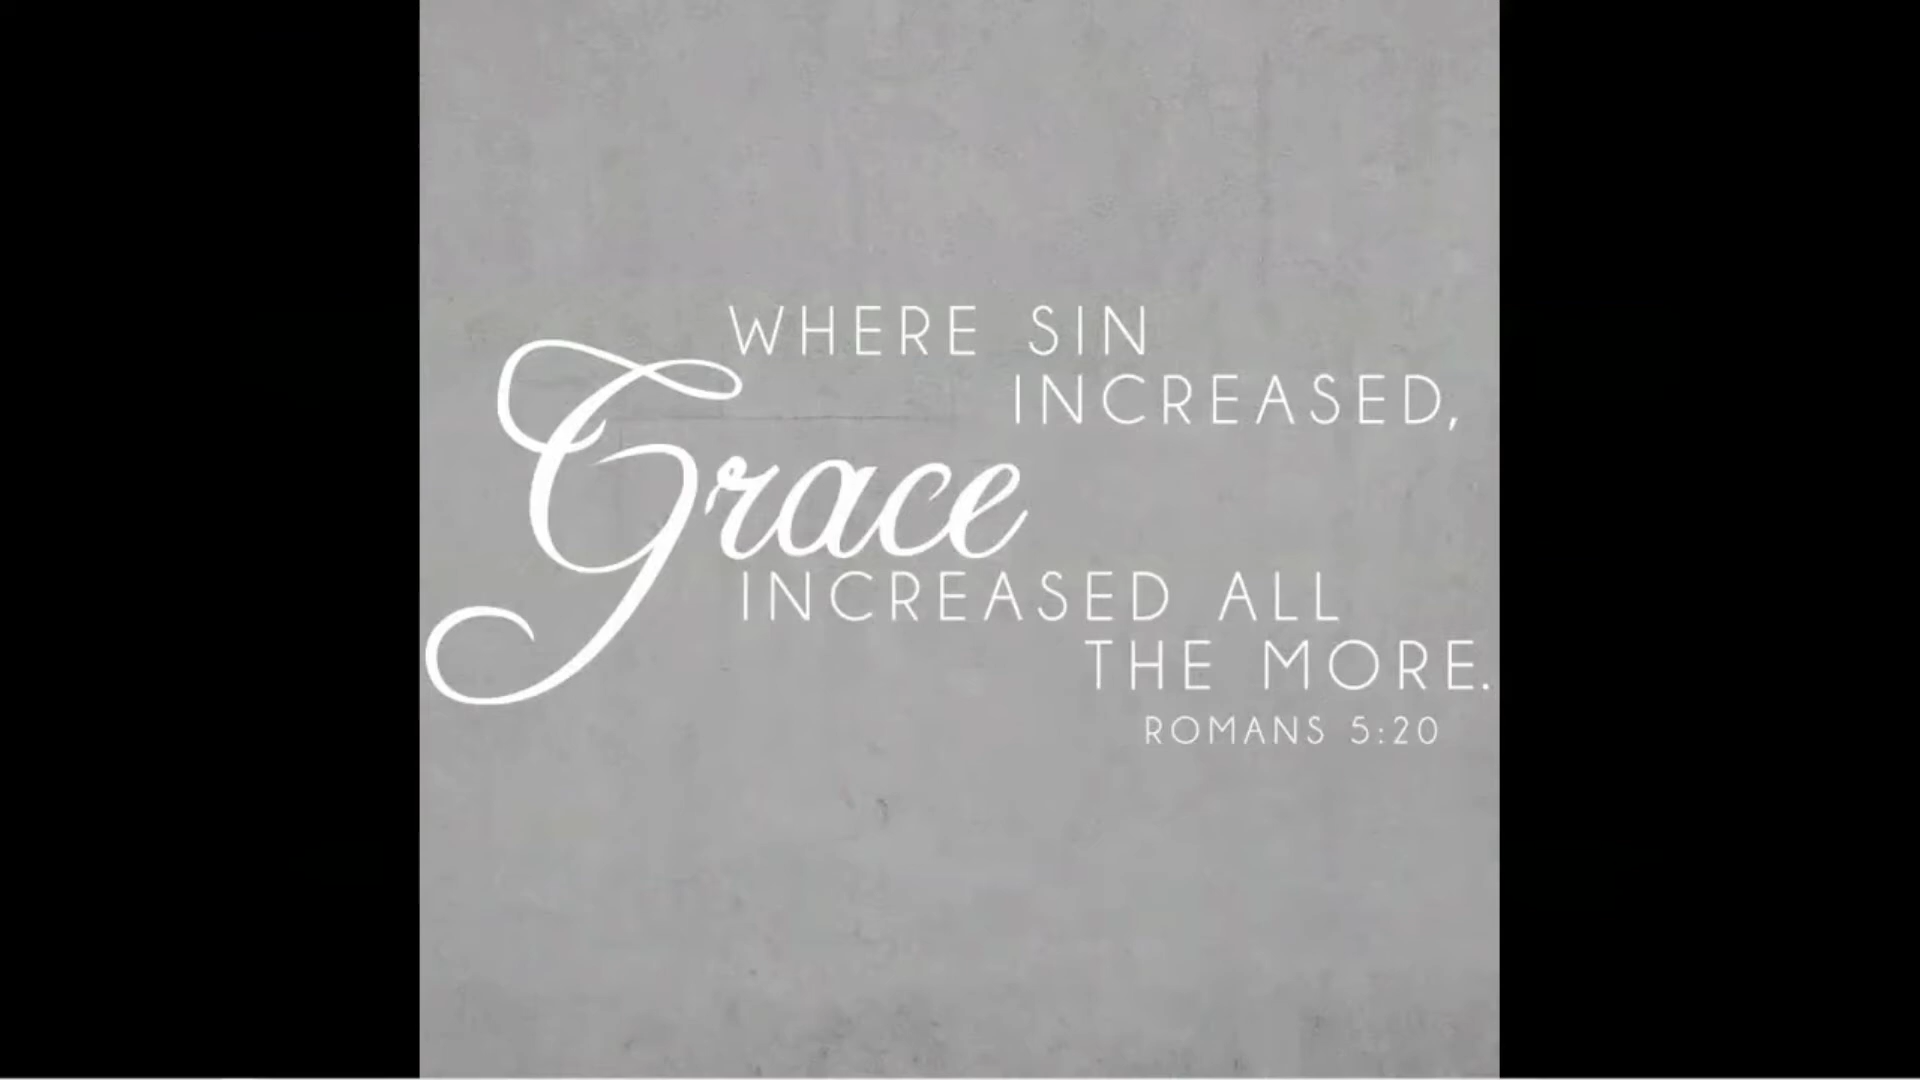 WHERE SIN
INCREASED,
Grace
INCREASED ALL
THE MORE.
ROMANS 5:20